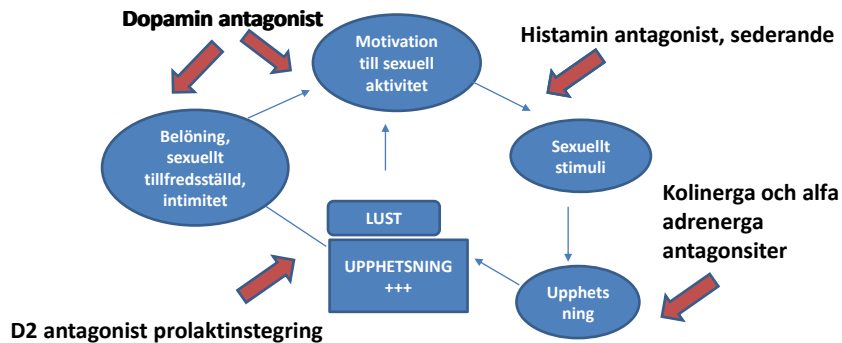 Dopamin antagonist
Motivation
till sexuell
aktivitet
Histamin antagonist, sederande
Belöning,
sexuellt
tillfredsställd,
intimitet
Sexuellt
stimuli
Kolinerga och alfa
adrenerga
antagonsiter
LUST
UPPHETSNING
+++
Upphets
ning
D2 antagonist prolaktinstegring